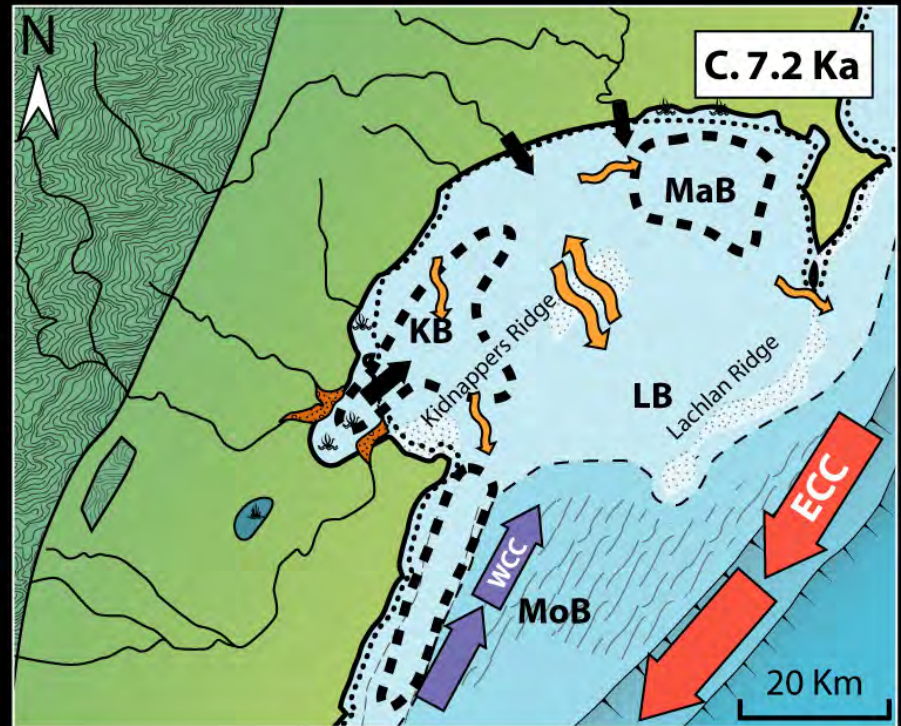 N
C. 7.2 Ka
MaB
KB
Kidnappers Ridge
LB
Lachlan Ridge
ECC
WCC
MoB
20 Km